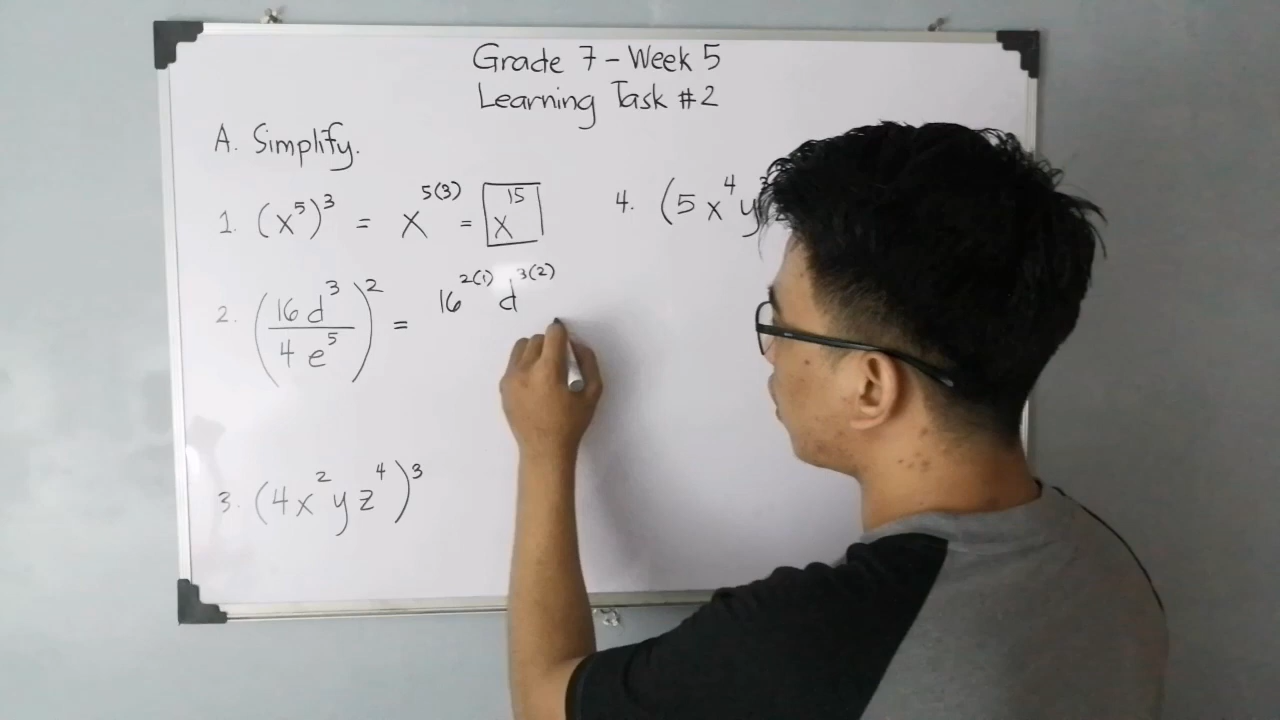 Grade 7 - Week 5
Learning Task #2
A. Simplify.
1. (x⁵)³ = x⁵⁽³⁾ = x¹⁵
2. (16d³/4e⁵)² = 16²⁽¹⁾ d³⁽²⁾
3. (4x²yz⁴)³
4. (5x⁴y